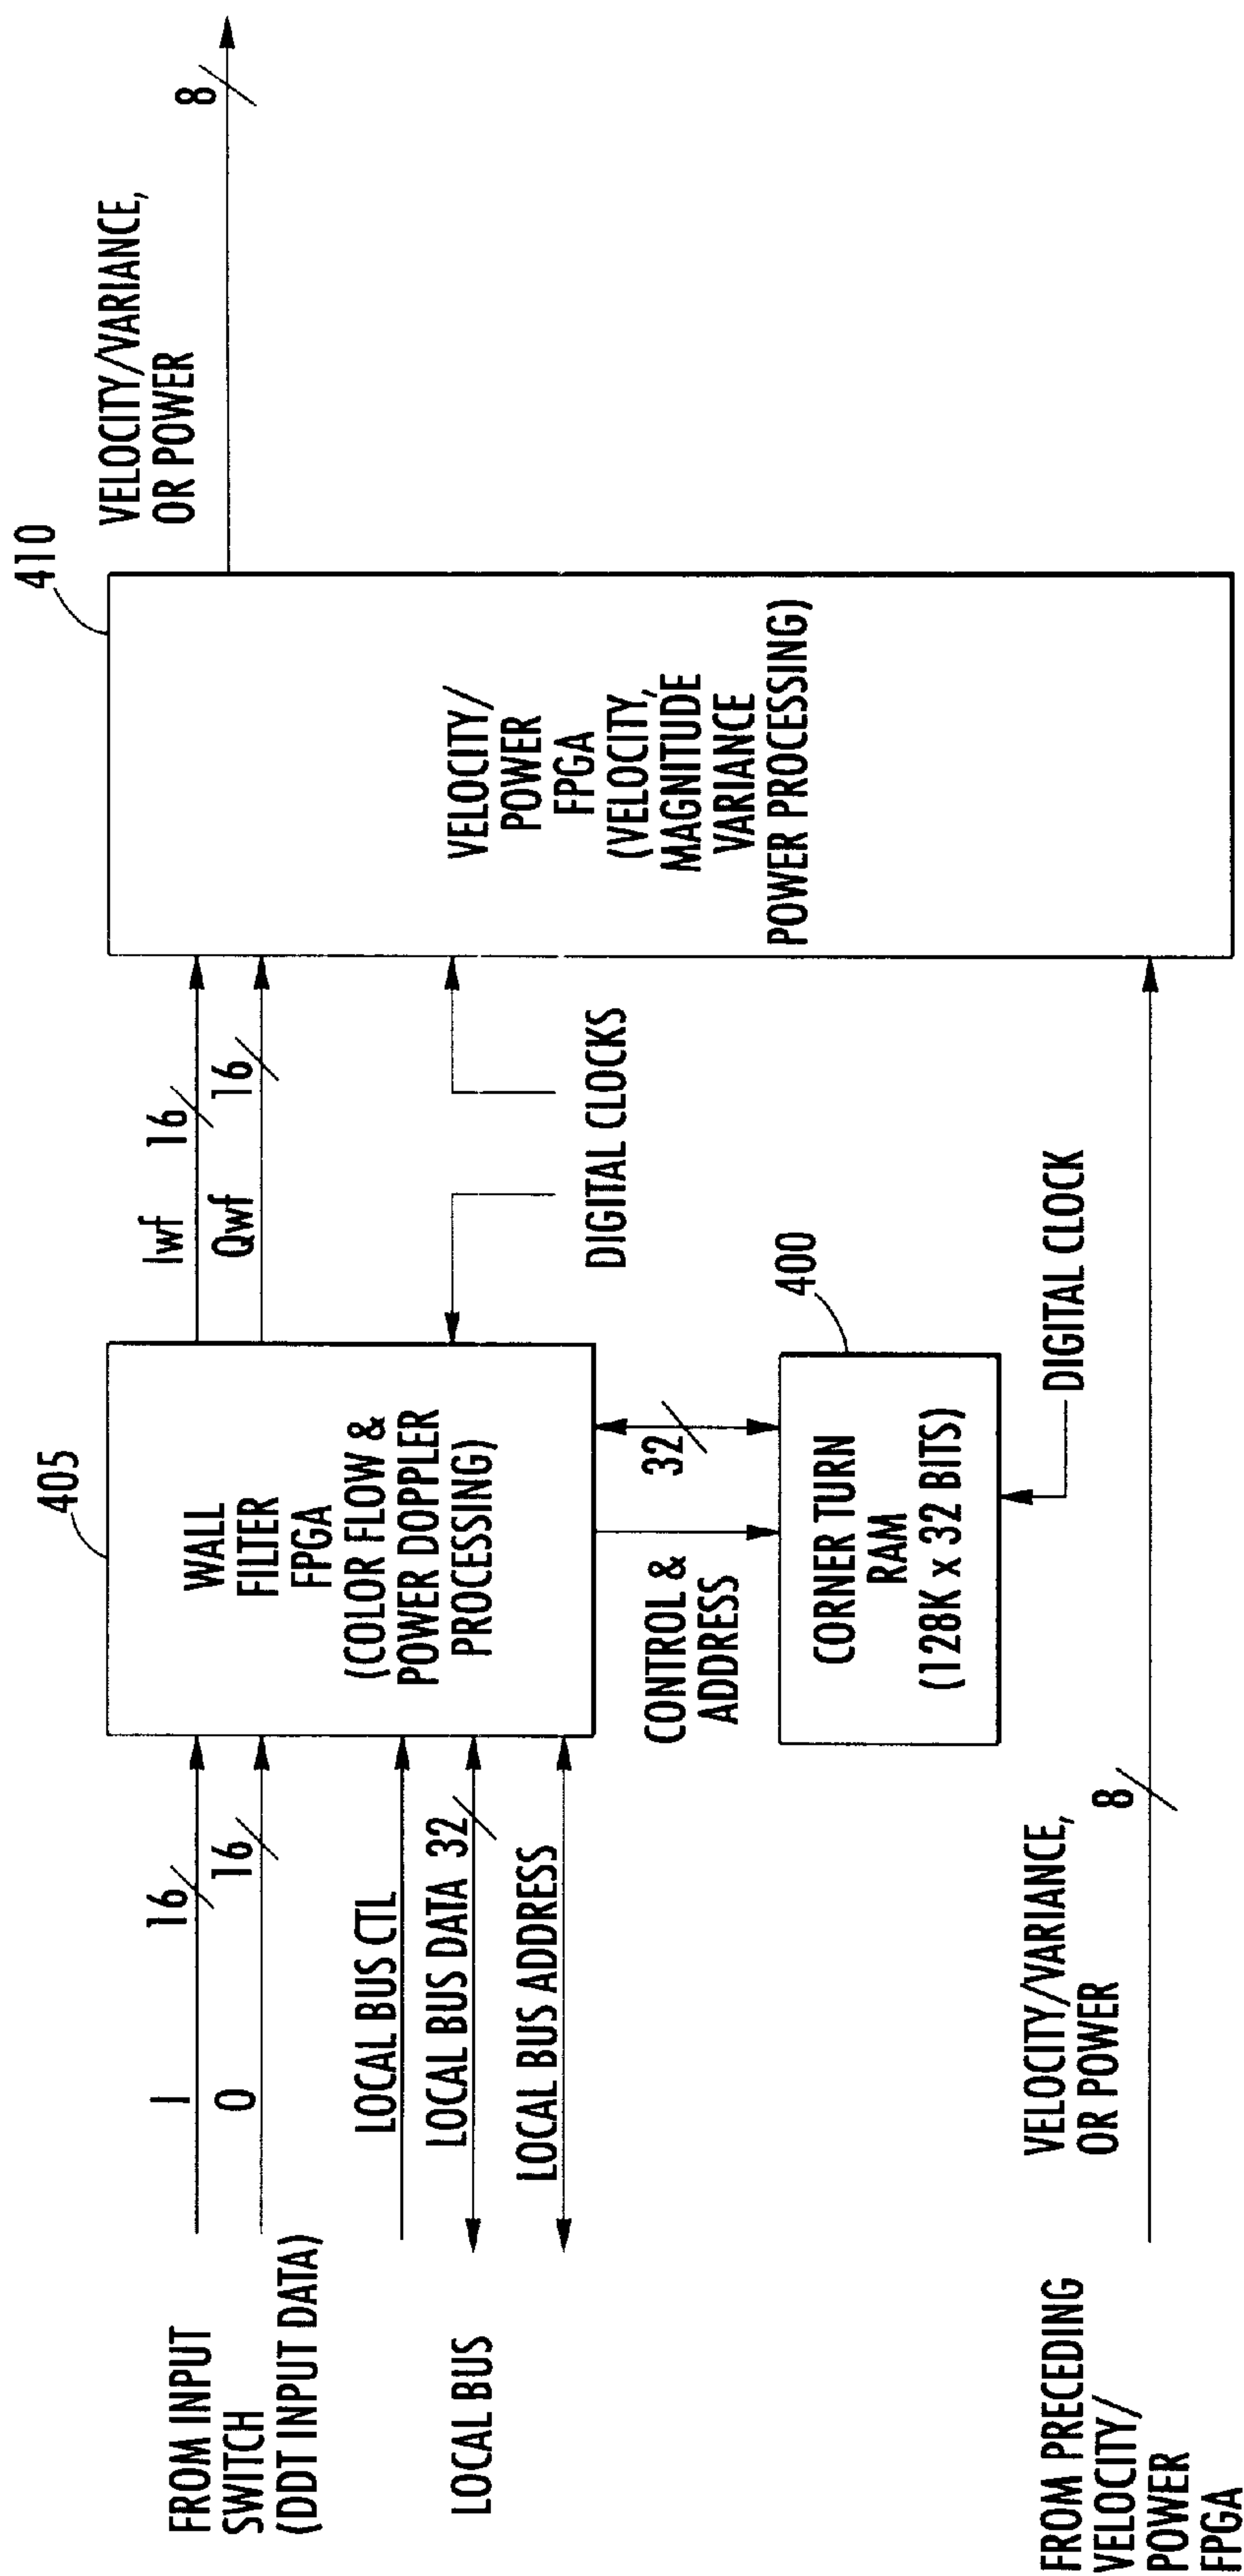 FROM INPUT
SWITCH
(DDT INPUT DATA)
I
16
O
16
LOCAL BUS
LOCAL BUS CTL
LOCAL BUS DATA 32
LOCAL BUS ADDRESS
405
WALL
FILTER
FPGA
(COLOR FLOW &
POWER DOPPLER
PROCESSING)
Iwf
16
Qwf
16
DIGITAL CLOCKS
CONTROL &
ADDRESS
32
400
CORNER TURN
RAM
(128K x 32 BITS)
DIGITAL CLOCK
410
VELOCITY/
POWER
FPGA
(VELOCITY,
MAGNITUDE
VARIANCE
POWER PROCESSING)
VELOCITY/VARIANCE,
OR POWER
8
FROM PRECEDING
VELOCITY/
POWER
FPGA
VELOCITY/VARIANCE,
OR POWER
8